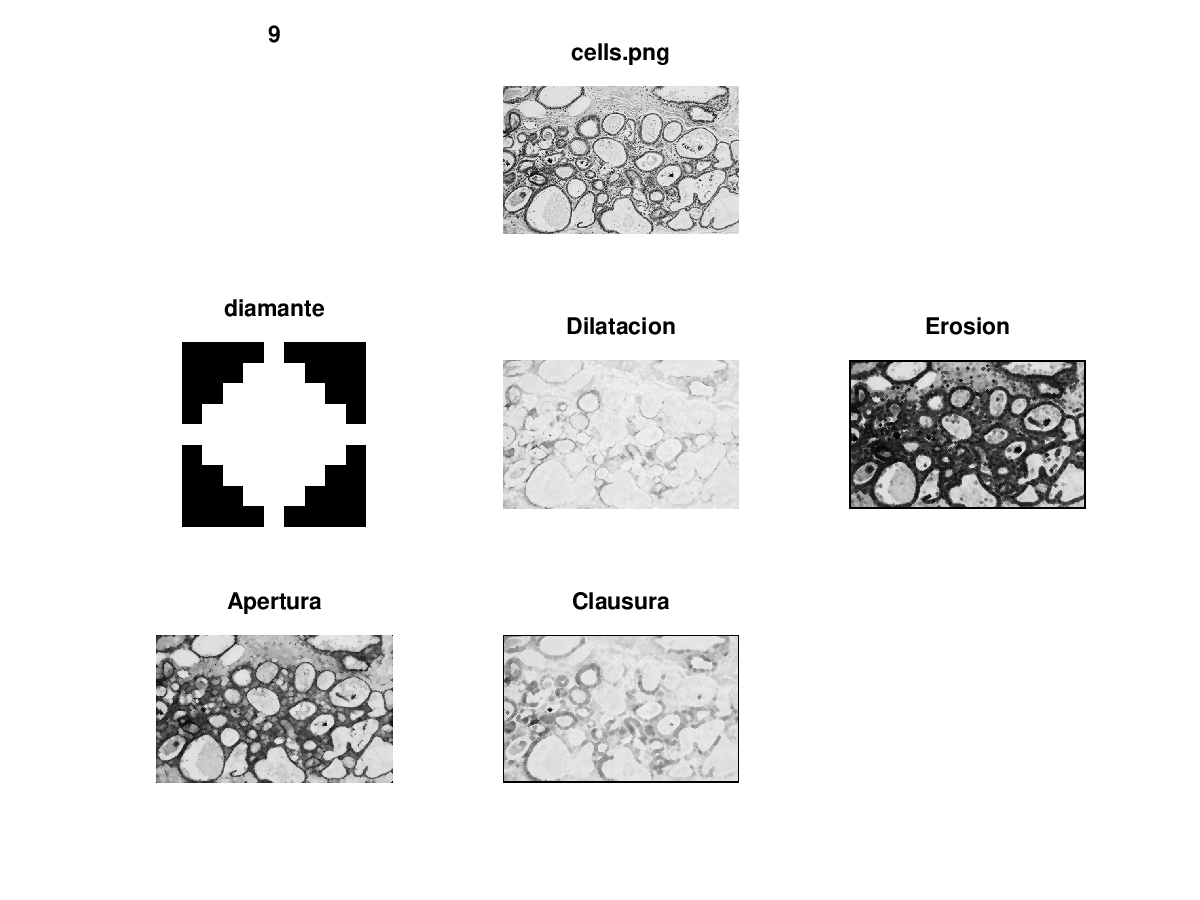 9
cells.png
diamante
Dilatacion
Erosion
Apertura
Clausura